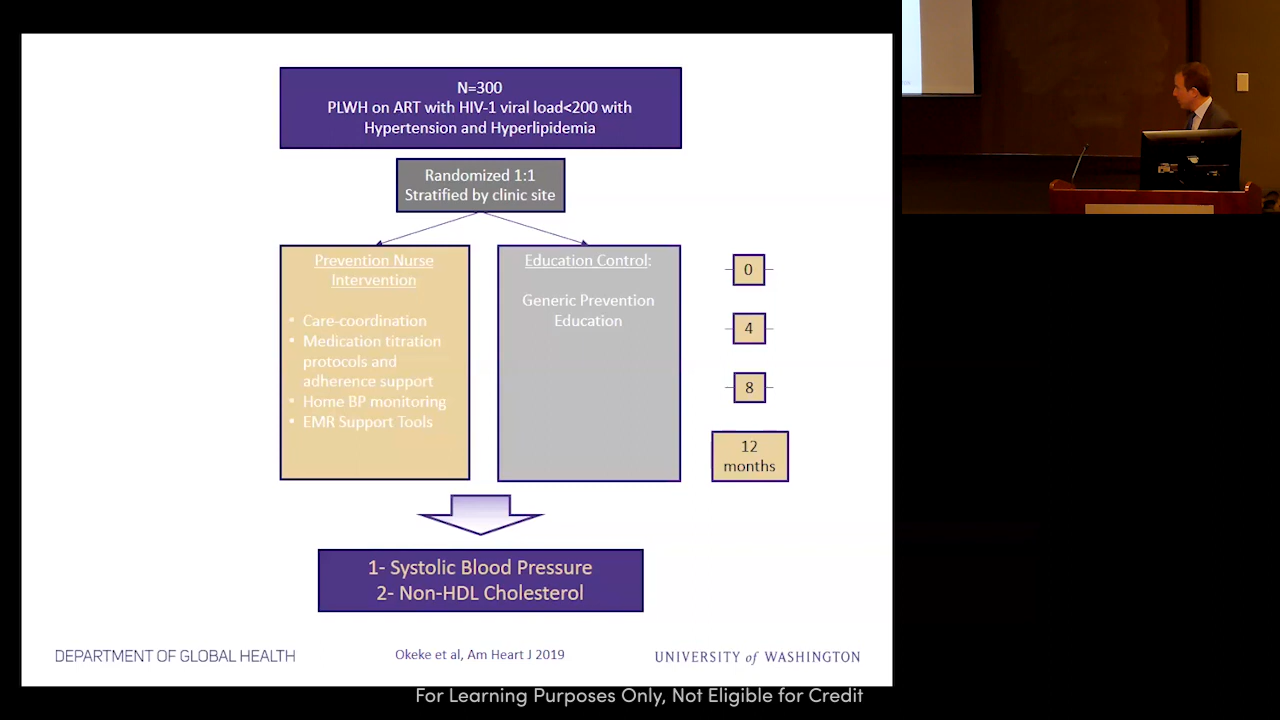 N=300
PLWH on ART with HIV-1 viral load<200 with
Hypertension and Hyperlipidemia
Randomized 1:1
Stratified by clinic site
Prevention Nurse
Intervention
• Care-coordination
• Medication titration
protocols and
adherence support
• Home BP monitoring
• EMR Support Tools
Education Control:
Generic Prevention
Education
0
4
8
12
months
1- Systolic Blood Pressure
2- Non-HDL Cholesterol
DEPARTMENT OF GLOBAL HEALTH
Okeke et al, Am Heart J 2019
UNIVERSITY of WASHINGTON
For Learning Purposes Only, Not Eligible for Credit